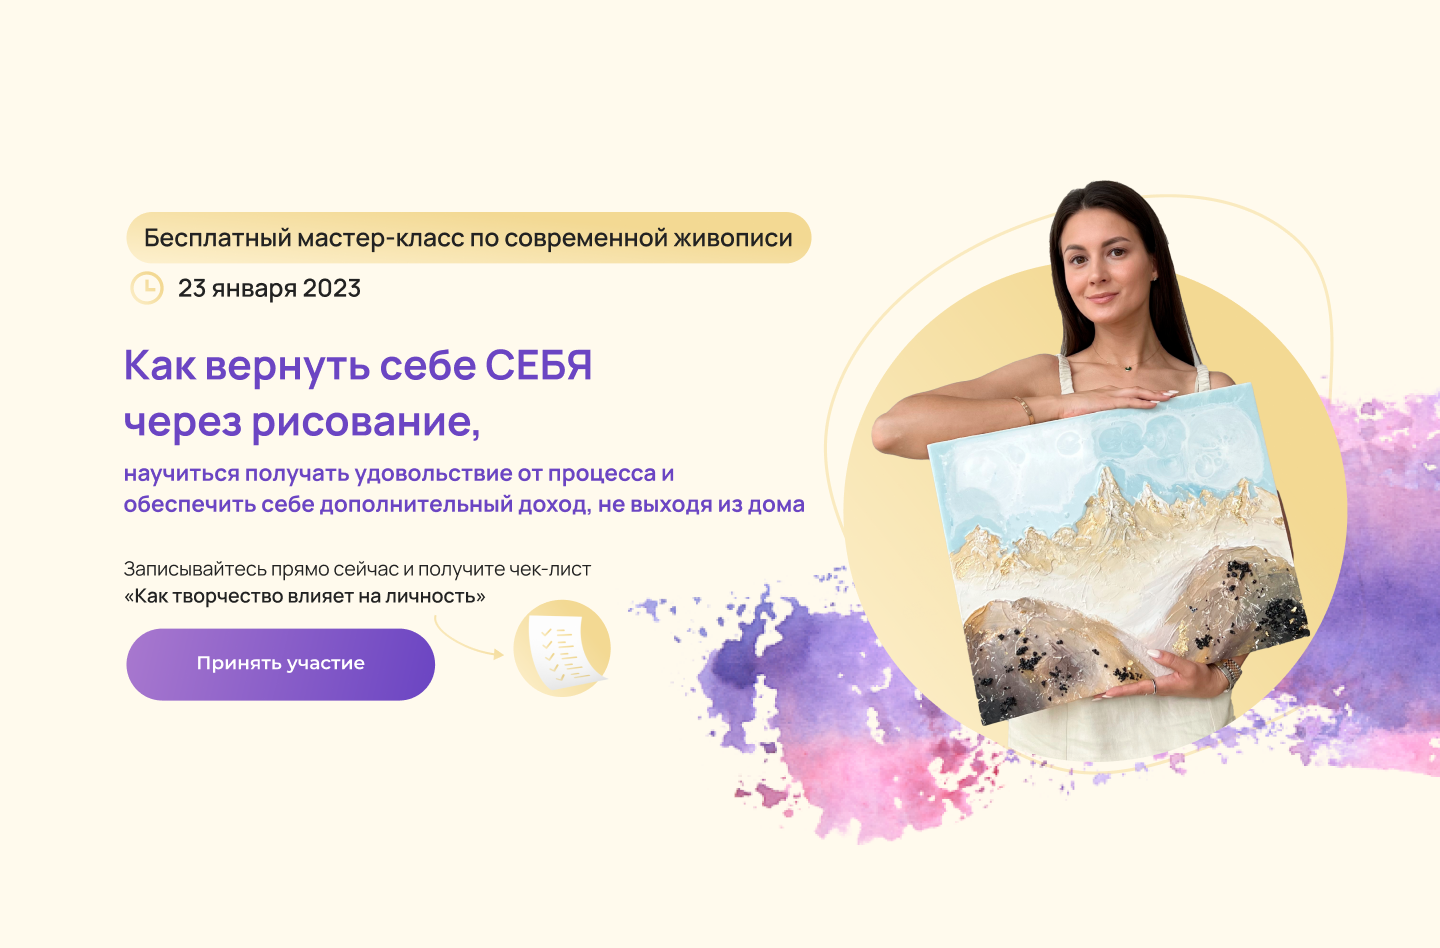 Бесплатный мастер-класс по современной живописи
23 января 2023
Как вернуть себе СЕБЯ
через рисование,
научиться получать удовольствие от процесса и
обеспечить себе дополнительный доход, не выходя из дома
Записывайтесь прямо сейчас и получите чек-лист
«Как творчество влияет на личность»
Принять участие